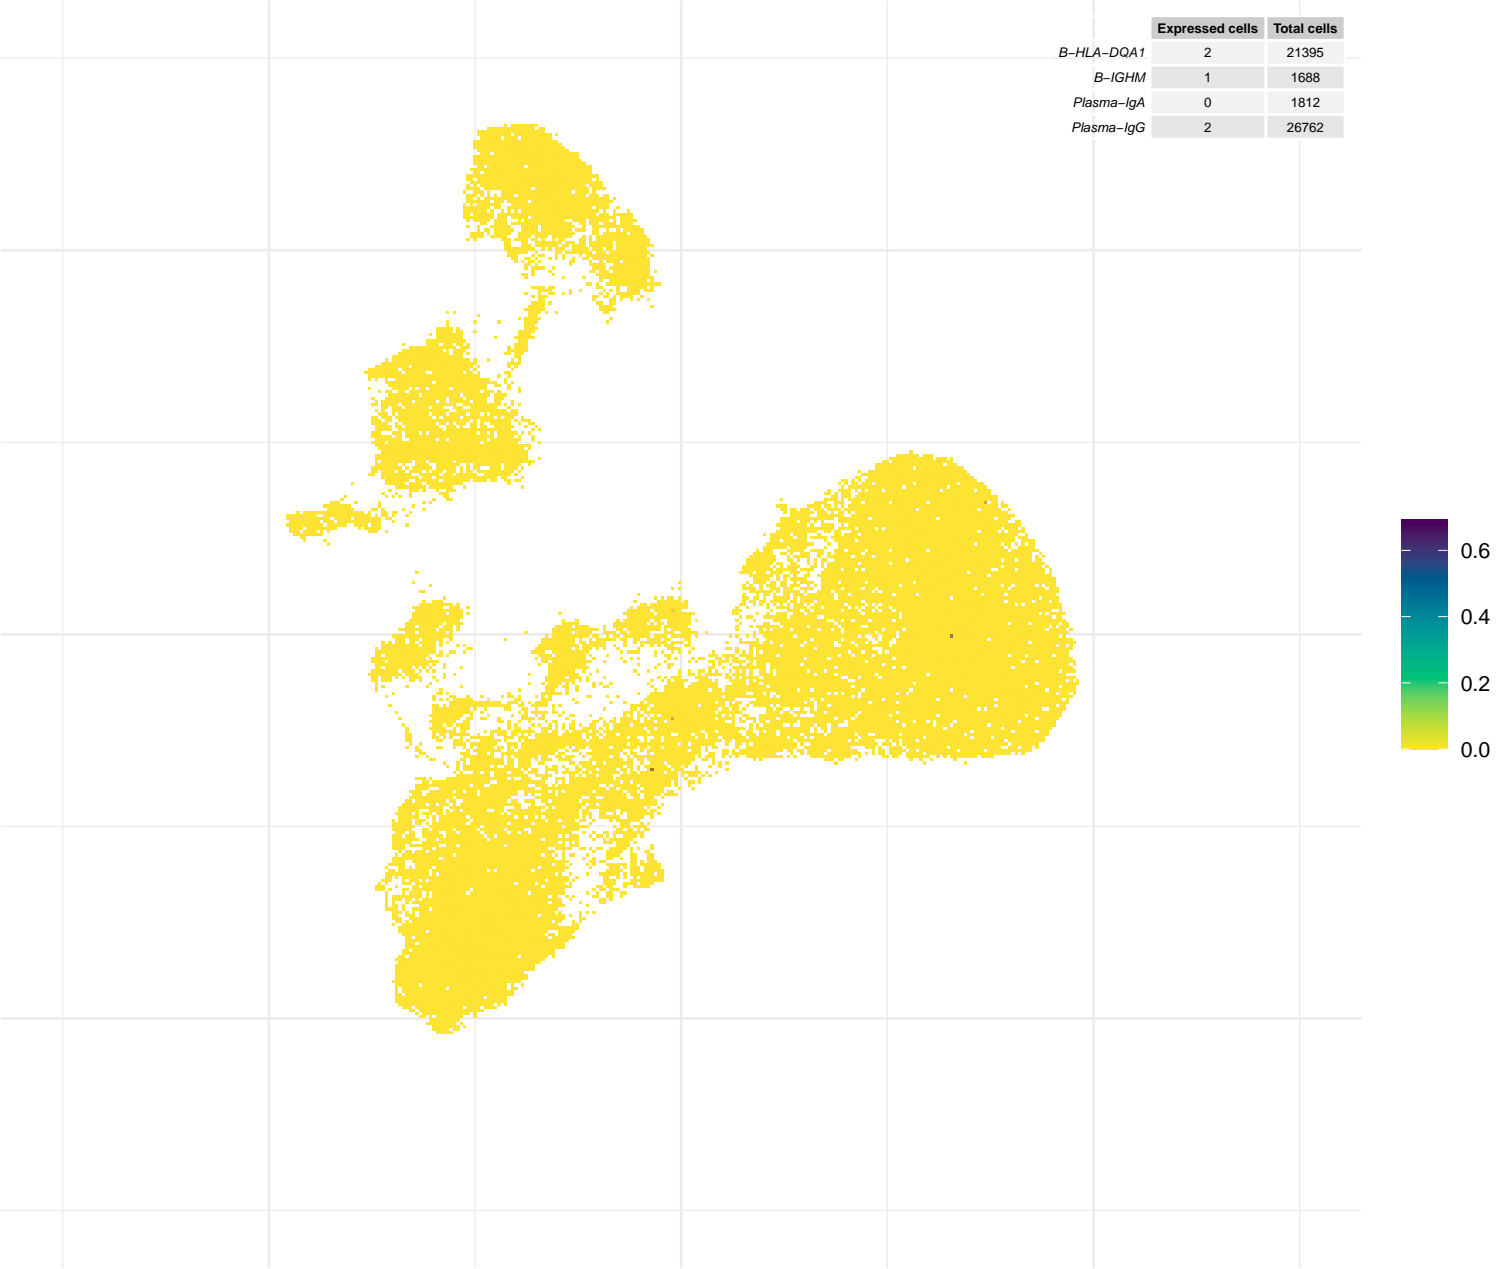 Expressed cells Total cells
B−HLA−DQA1 2 21395
B−IGHM 1 1688
Plasma−IgA 0 1812
Plasma−IgG 2 26762
0.6
0.4
0.2
0.0